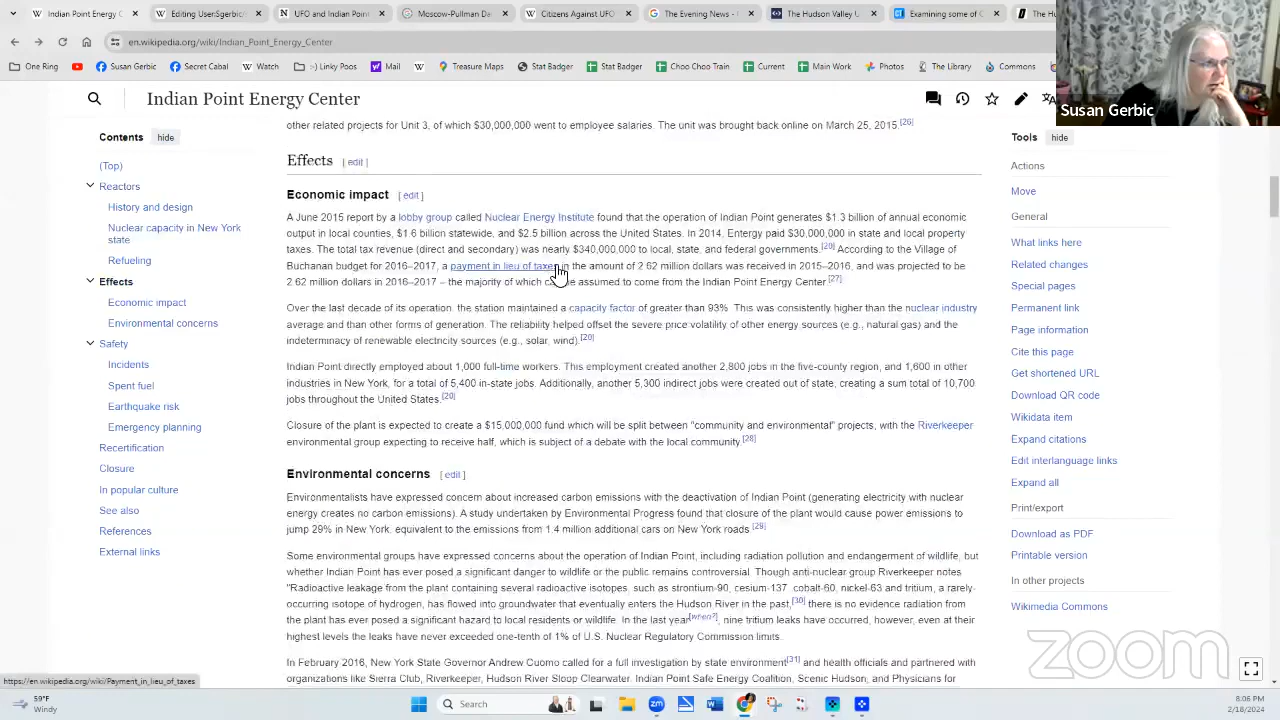 Indian Point
UFO and Indian
Moscow-Pullman Da
Citizens Against UFO
The Evening News -
The Hudson Valley U
Examining some of C
en.wikipedia.org/wiki/Indian_Point_Energy_Center
One Ring
Susan Gerbic
Secret Cabal
Watch
:-) Linky Poos
Mail
Treasure Maps
Stat Badger
Stat Badger
Choo Choo Train
Current
Main Work
Photos
The Library
Commons
Susan Gerbic
Indian Point Energy Center
Contents hide
(Top)
Reactors
History and design
Nuclear capacity in New York
state
Refueling
Effects
Economic impact
Environmental concerns
Safety
Incidents
Spent fuel
Earthquake risk
Emergency planning
Recertification
Closure
In popular culture
See also
References
External links
other related projects for Unit 3, of which $30,000,000 went to employee salaries. The unit was brought back online on March 25, 2015.[26]
Effects [ edit ]
Economic impact [ edit ]
A June 2015 report by a lobby group called Nuclear Energy Institute found that the operation of Indian Point generates $1.3 billion of annual economic
output in local counties, $1.6 billion statewide, and $2.5 billion across the United States. In 2014, Entergy paid $30,000,000 in state and local property
taxes. The total tax revenue (direct and secondary) was nearly $340,000,000 to local, state, and federal governments.[20] According to the Village of
Buchanan budget for 2016–2017, a payment in lieu of taxes in the amount of 2.62 million dollars was received in 2015–2016, and was projected to be
2.62 million dollars in 2016–2017 – the majority of which can be assumed to come from the Indian Point Energy Center.[27]
Over the last decade of its operation, the station maintained a capacity factor of greater than 93%. This was consistently higher than the nuclear industry
average and than other forms of generation. The reliability helped offset the severe price volatility of other energy sources (e.g., natural gas) and the
indeterminacy of renewable electricity sources (e.g., solar, wind).[20]
Indian Point directly employed about 1,000 full-time workers. This employment created another 2,800 jobs in the five-county region, and 1,600 in other
industries in New York, for a total of 5,400 in-state jobs. Additionally, another 5,300 indirect jobs were created out of state, creating a sum total of 10,700
jobs throughout the United States.[20]
Closure of the plant is expected to create a $15,000,000 fund which will be split between "community and environmental" projects, with the Riverkeeper
environmental group expecting to receive half, which is subject of a debate with the local community.[28]
Environmental concerns [ edit ]
Environmentals have expressed concern about increased carbon emissions with the deactivation of Indian Point (generating electricity with nuclear
energy creates no carbon emissions). A study undertaken by Environmental Progress found that closure of the plant would cause power emissions to
jump 29% in New York, equivalent to the emissions from 1.4 million additional cars on New York roads.[29]
Some environmental groups have expressed concerns about the operation of Indian Point, including radiation pollution and endangerment of wildlife, but
whether Indian Point has ever posed a significant danger to wildlife or the public remains controversial. Though anti-nuclear group Riverkeeper notes
"Radioactive leakage from the plant containing several radioactive isotopes, such as strontium-90, cesium-137, cobalt-60, nickel-63 and tritium, a rarely-
occurring isotope of hydrogen, has flowed into groundwater that eventually enters the Hudson River in the past,[30] there is no evidence radiation from
the plant has ever posed a significant hazard to local residents or wildlife. In the last year[when?], nine tritium leaks have occurred, however, even at their
highest levels the leaks have never exceeded one-tenth of 1% of U.S. Nuclear Regulatory Commission limits.
In February 2016, New York State Governor Andrew Cuomo called for a full investigation by state environment[31] and health officials and partnered with
organizations like Sierra Club, Riverkeeper, Hudson River Sloop Clearwater, Indian Point Safe Energy Coalition, Scenic Hudson, and Physicians for
Tools hide
Actions
Move
General
What links here
Related changes
Special pages
Permanent link
Page information
Cite this page
Get shortened URL
Download QR code
Wikidata item
Expand citations
Edit interlanguage links
Expand all
Print/export
Download as PDF
Printable version
In other projects
Wikimedia Commons
zoom
https://en.wikipedia.org/wiki/Payment_in_lieu_of_taxes
59°F
Windy
Search
8:06 PM
2/18/2024